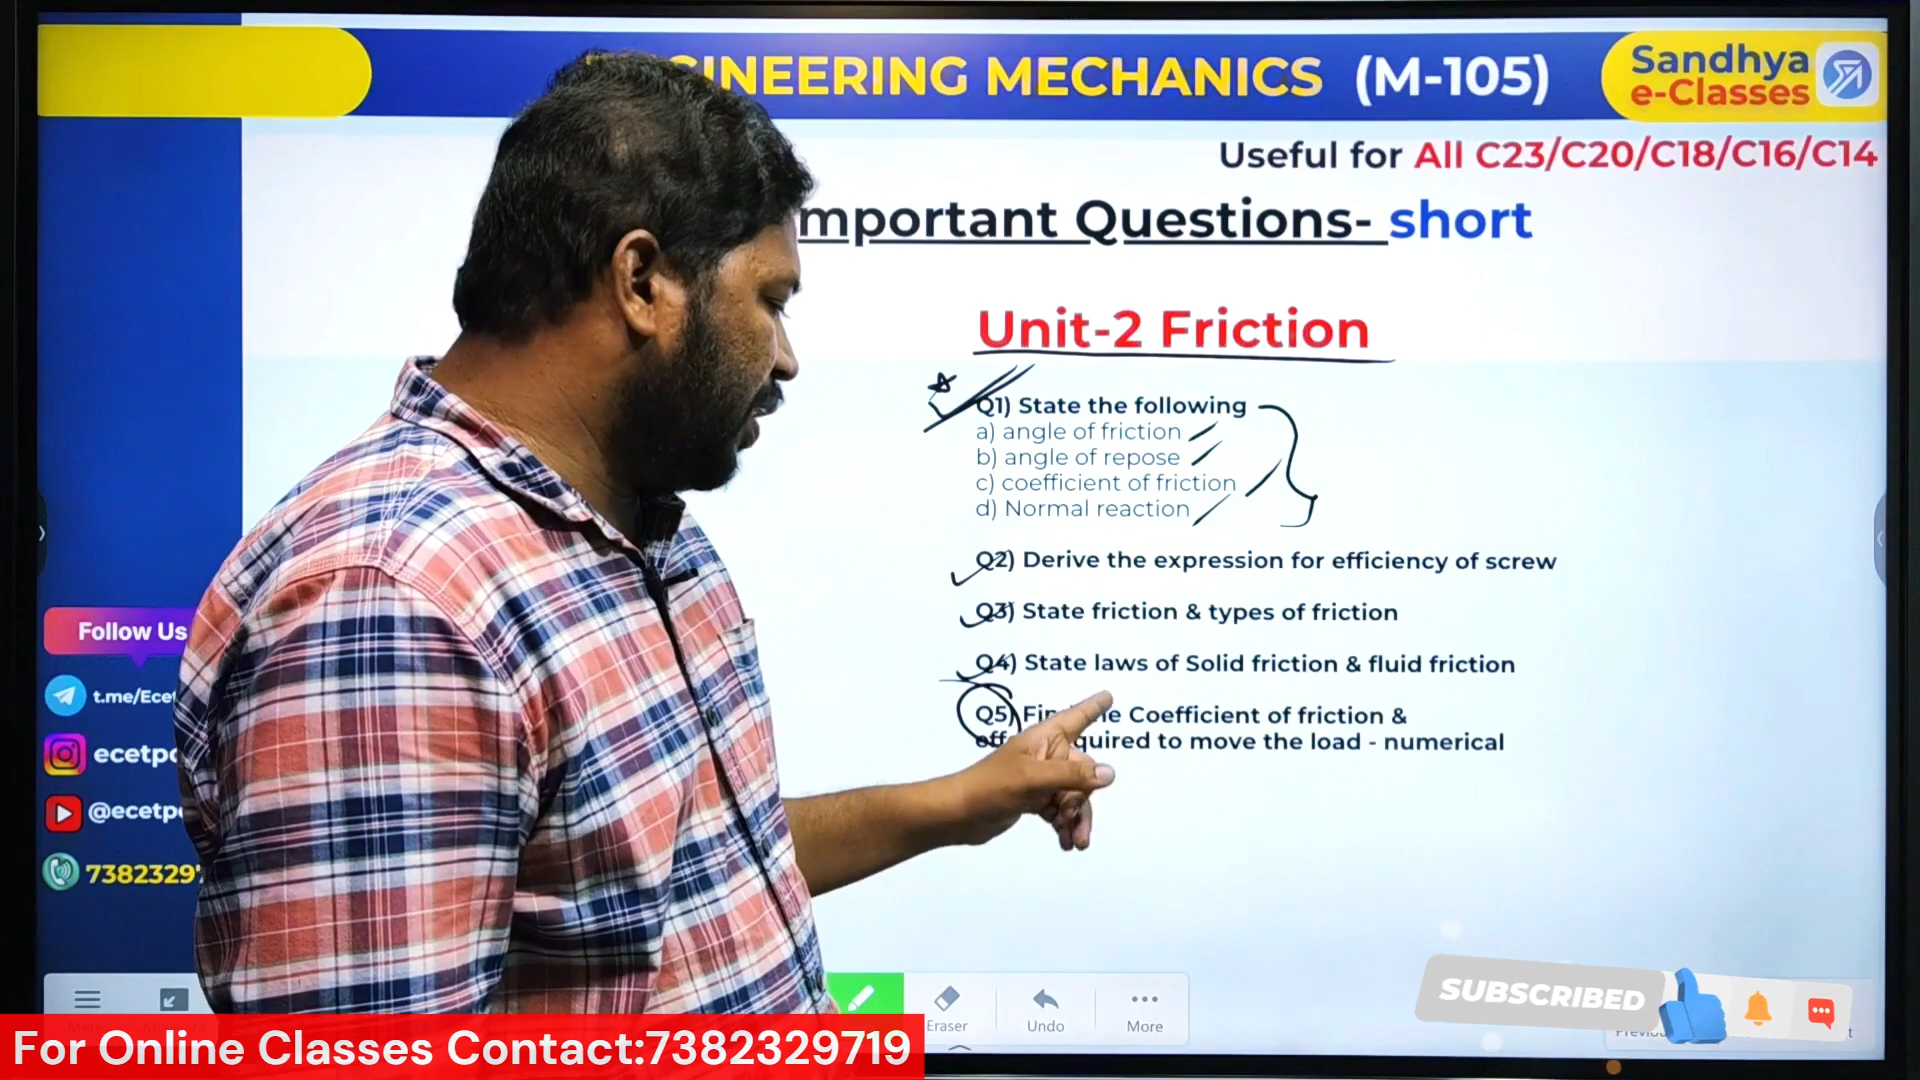 GINEERING MECHANICS (M-105)
Sandhya
e-Classes
Useful for All C23/C20/C18/C16/C14
mportant Questions- short
Unit-2 Friction
Q1) State the following
a) angle of friction
b) angle of repose
c) coefficient of friction
d) Normal reaction
Q2) Derive the expression for efficiency of screw
Q3) State friction & types of friction
Q4) State laws of Solid friction & fluid friction
Q5) Coefficient of friction &
to move the load - numerical
Follow Us
t.me/Ecet
ecetp
@ecetp
7382329
Eraser
Undo
More
SUBSCRIBED
For Online Classes Contact:7382329719